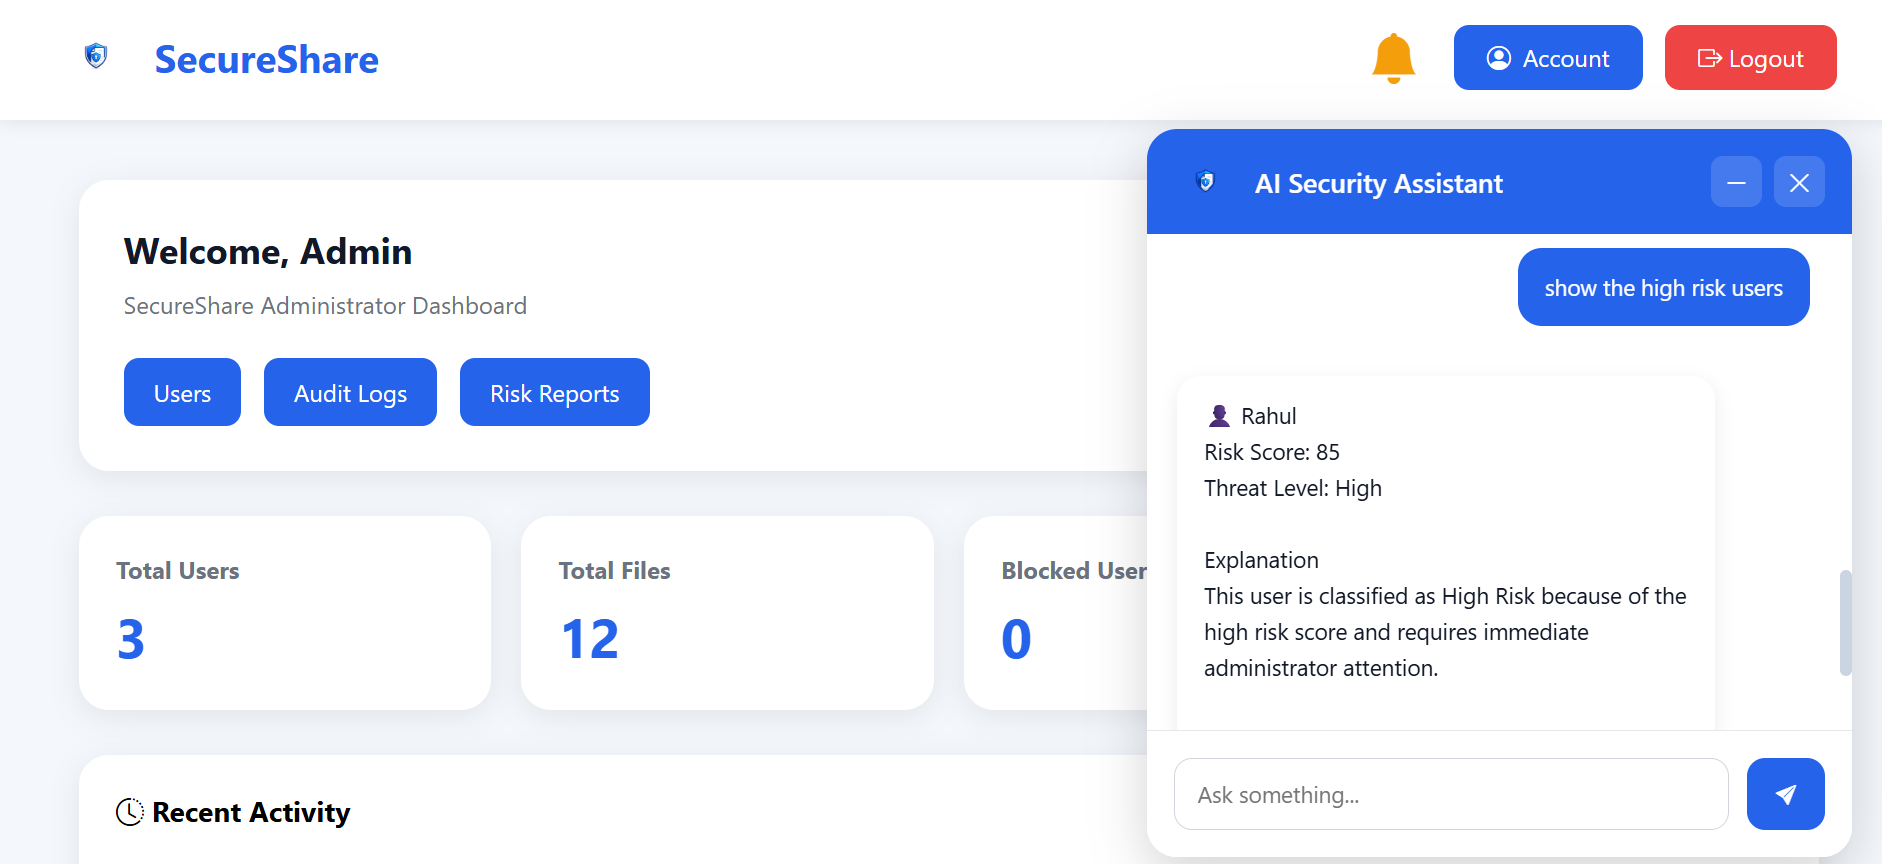 SecureShare
Account
Logout
Welcome, Admin
SecureShare Administrator Dashboard
Users
Audit Logs
Risk Reports
Total Users
3
Total Files
12
Blocked User
0
Recent Activity
AI Security Assistant
show the high risk users
Rahul
Risk Score: 85
Threat Level: High
Explanation
This user is classified as High Risk because of the
high risk score and requires immediate
administrator attention.
Ask something...